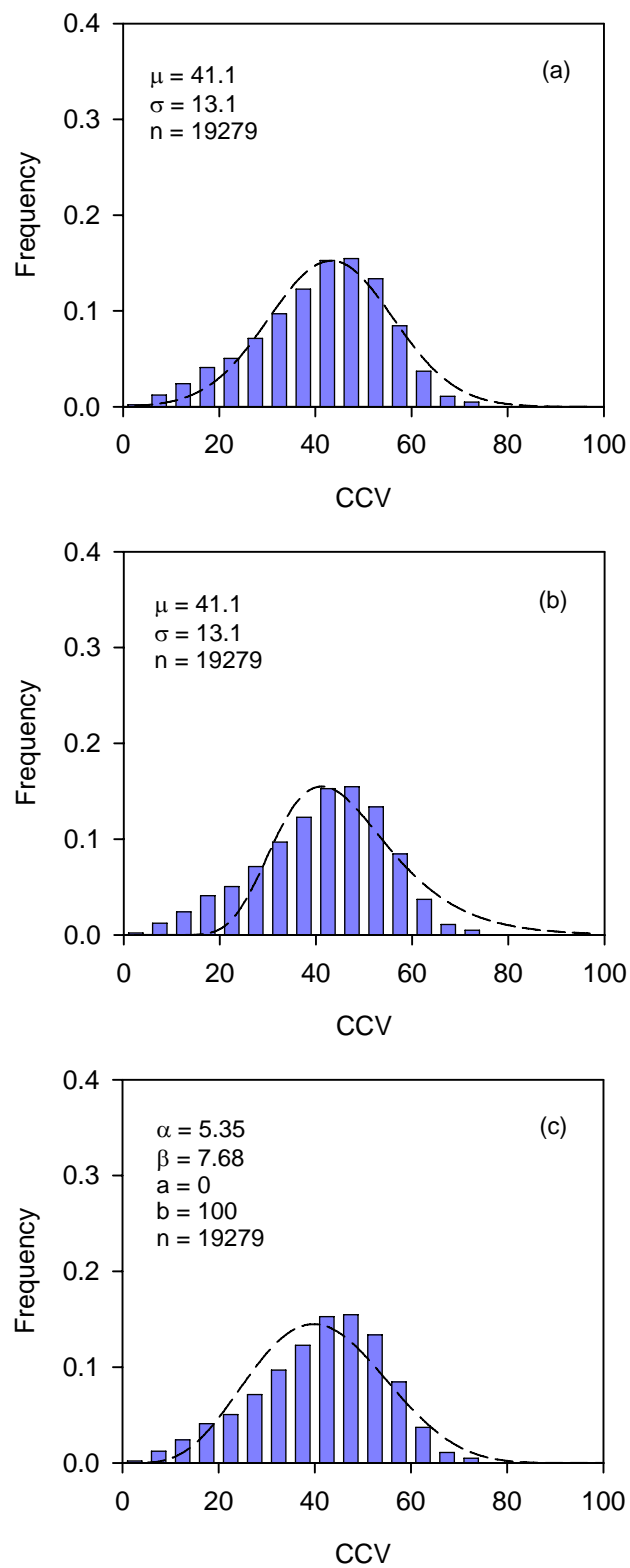 0.4
μ = 41.1
(a)
σ = 13.1
0.3
n = 19279
Frequency
0.2
0.1
0.0
0 20 40 60 80 100
CCV
0.4
μ = 41.1
(b)
σ = 13.1
0.3
n = 19279
Frequency
0.2
0.1
0.0
0 20 40 60 80 100
CCV
0.4
α = 5.35
(c)
β = 7.68
0.3
a = 0
b = 100
n = 19279
Frequency
0.2
0.1
0.0
0 20 40 60 80 100
CCV